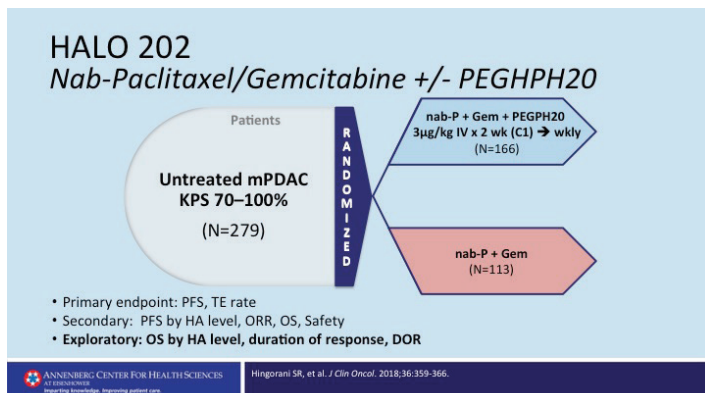 HALO 202
Nab-Paclitaxel/Gemcitabine +/- PEGHPH20
Patients
Untreated mPDAC
KPS 70–100%
(N=279)
RANDOMIZED
nab-P + Gem + PEGPH20
3µg/kg IV x 2 wk (C1) → wkly
(N=166)
nab-P + Gem
(N=113)
• Primary endpoint: PFS, TE rate
• Secondary: PFS by HA level, ORR, OS, Safety
• Exploratory: OS by HA level, duration of response, DOR
ANNENBERG CENTER FOR HEALTH SCIENCES
AT EISENHOWER
Imparting knowledge. Improving patient care.
Hingorani SR, et al. J Clin Oncol. 2018;36:359-366.